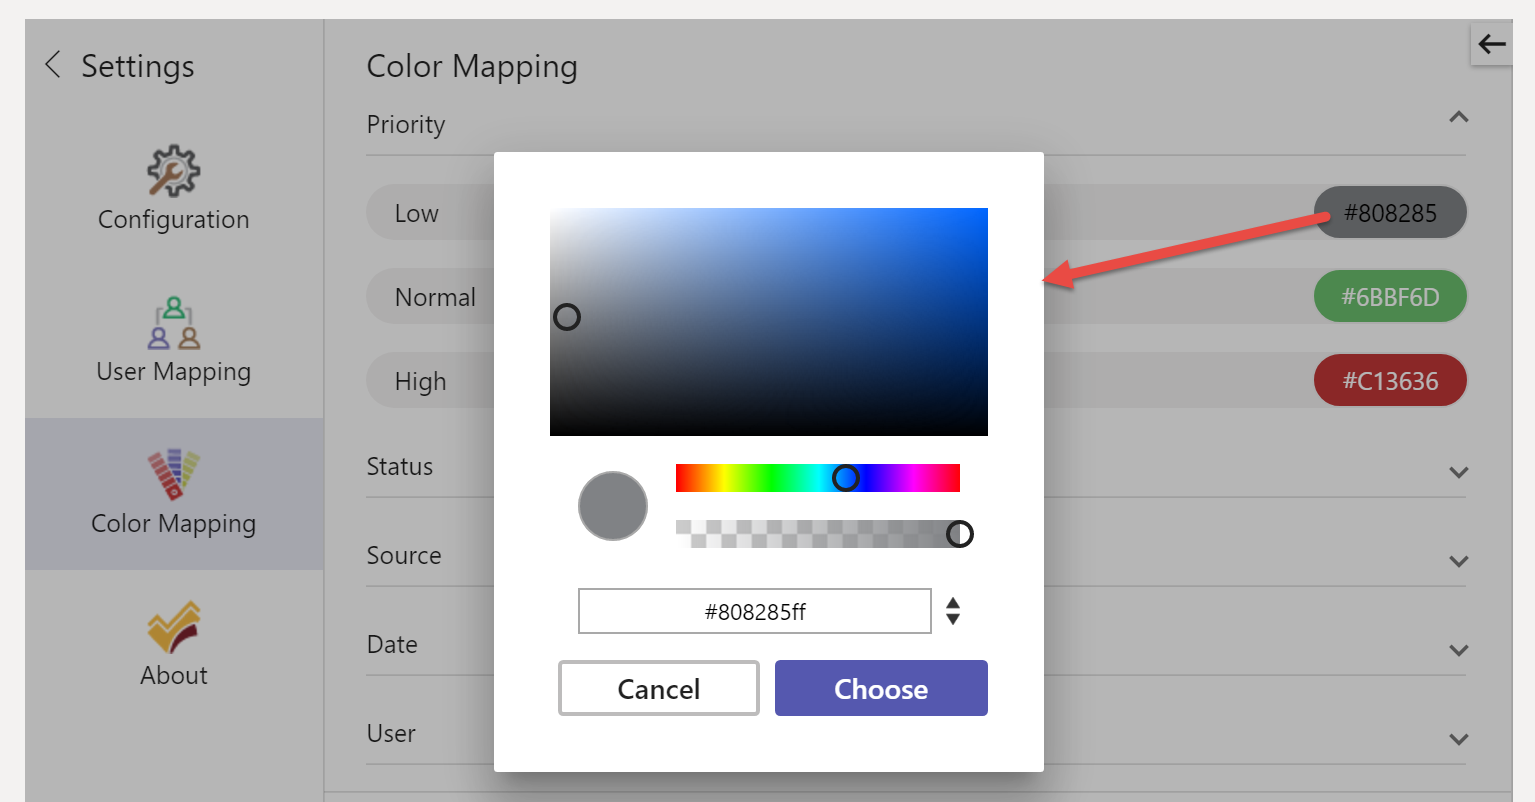 Settings
Configuration
User Mapping
Color Mapping
About
Color Mapping
Priority
Low
#808285
Normal
#6BBF6D
High
#C13636
Status
Source
Date
User
#808285ff
Cancel
Choose